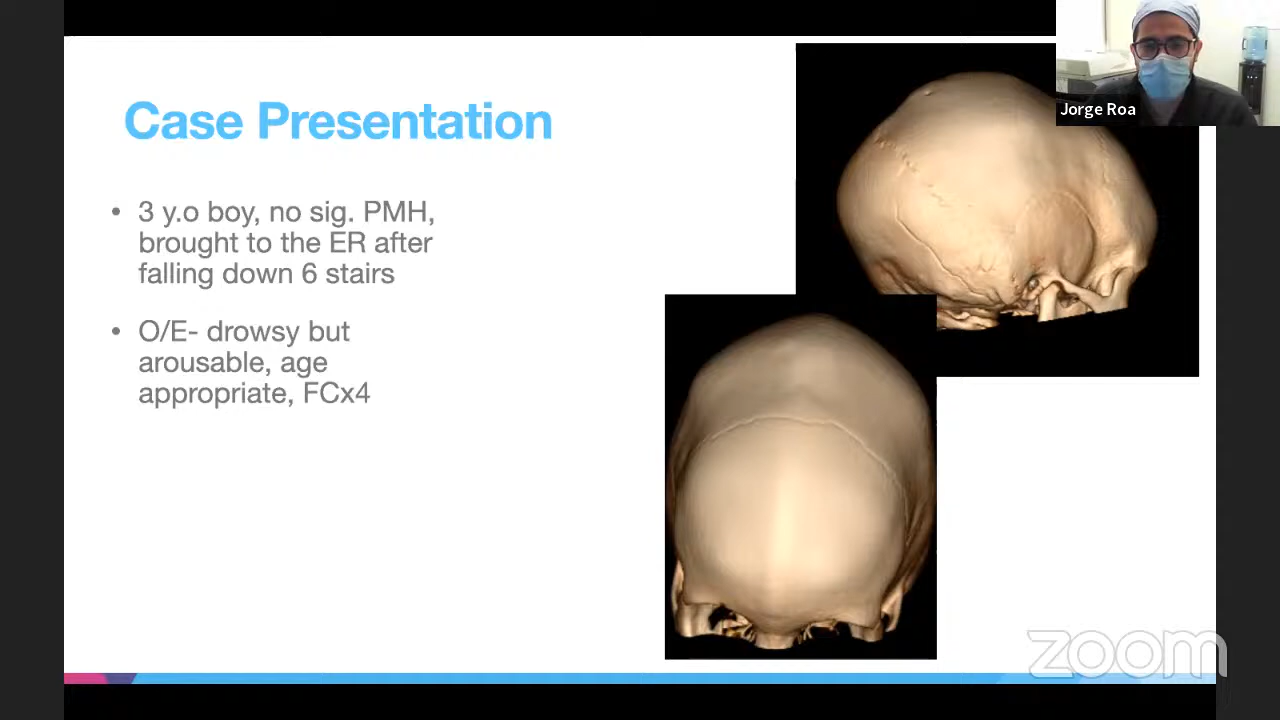 Jorge Roa
Case Presentation
• 3 y.o boy, no sig. PMH,
brought to the ER after
falling down 6 stairs
• O/E- drowsy but
arousable, age
appropriate, FCx4
zoom